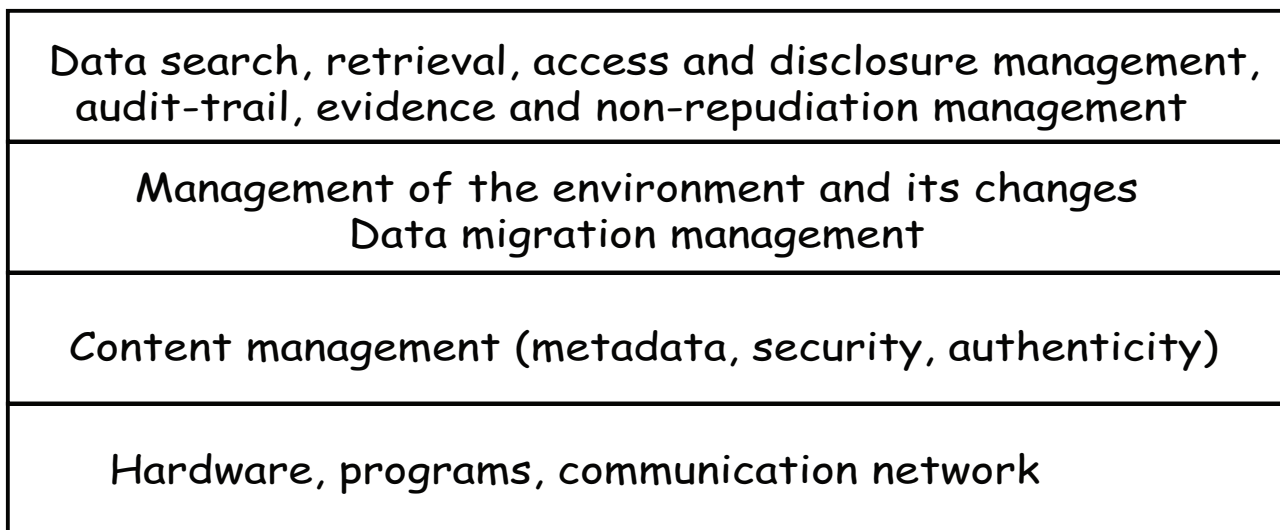 Data search, retrieval, access and disclosure management,
audit-trail, evidence and non-repudiation management
Management of the environment and its changes
Data migration management
Content management (metadata, security, authenticity)
Hardware, programs, communication network